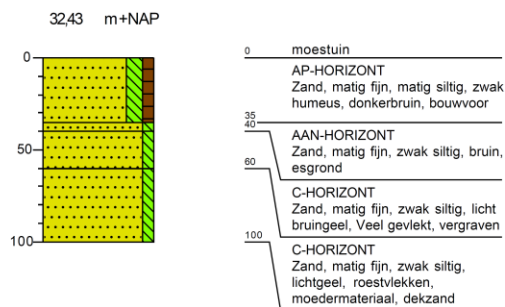 32,43 m+NAP
0
50
100
0 moestuin
AP-HORIZONT
Zand, matig fijn, matig siltig, zwak
humeus, donkerbruin, bouwvoor
35
40
AAN-HORIZONT
Zand, matig fijn, zwak siltig, bruin,
esgrond
60
C-HORIZONT
Zand, matig fijn, zwak siltig, licht
bruingeel, Veel gevlekt, vergraven
100
C-HORIZONT
Zand, matig fijn, zwak siltig,
lichtgeel, roestvlekken,
moedermateriaal, dekzand